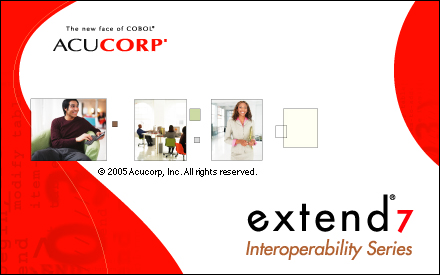 The new face of COBOL®
ACUCORP®
© 2005 Acucorp, Inc. All rights reserved.
extend®7
Interoperability Series